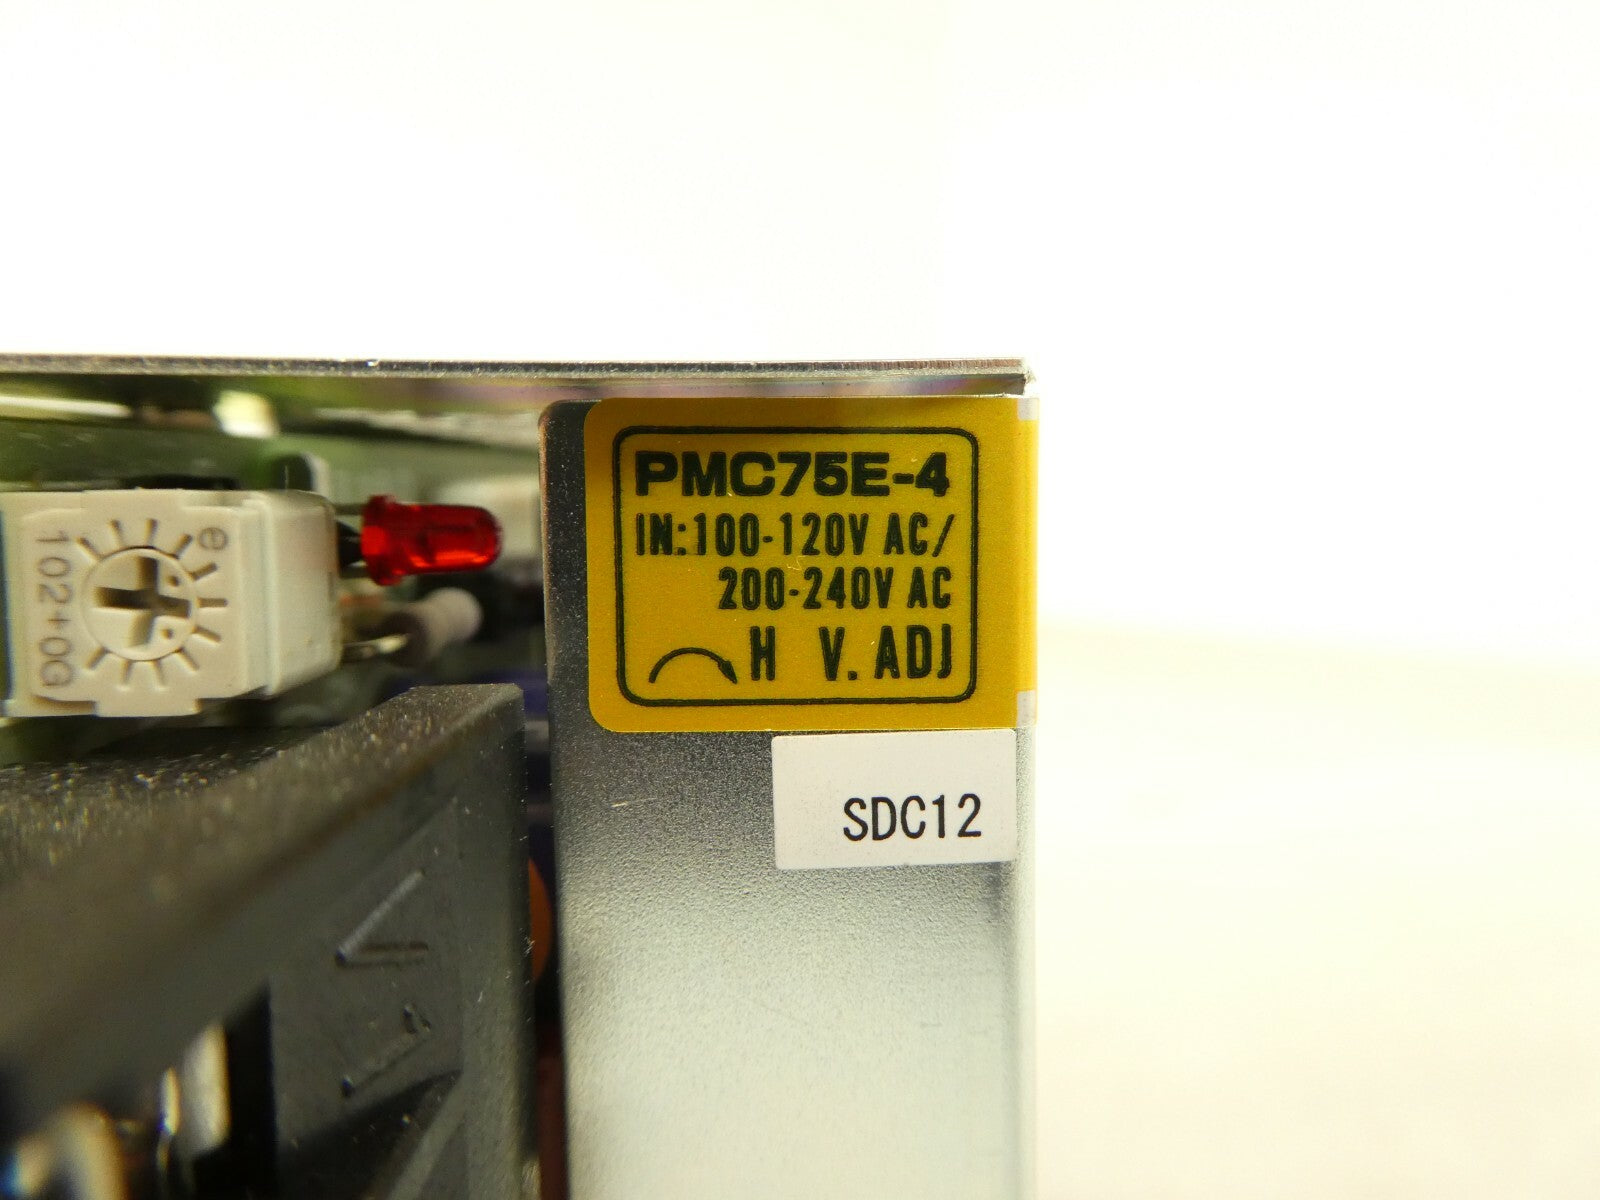 PMC75E-4
IN:100-120V AC/
200-240V AC
H V. ADJ
SDC12
e
102+0G